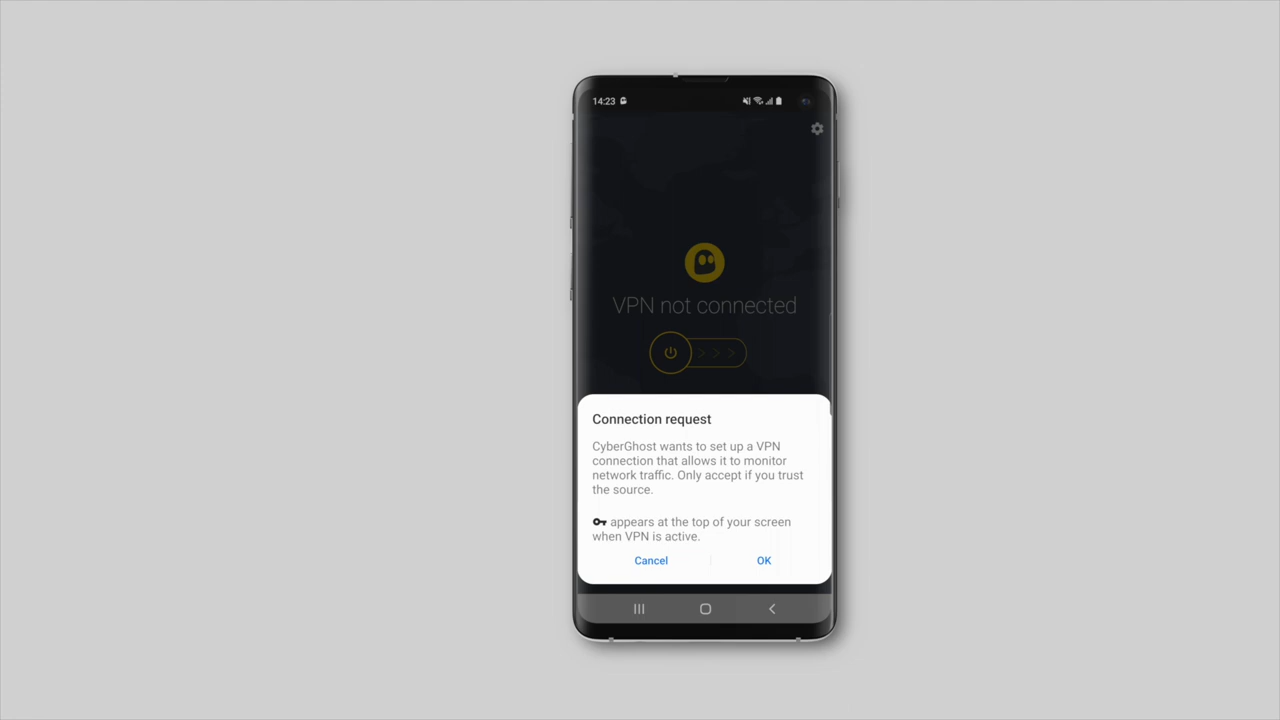 14:23
VPN not connected
Connection request
CyberGhost wants to set up a VPN
connection that allows it to monitor
network traffic. Only accept if you trust
the source.
appears at the top of your screen
when VPN is active.
Cancel
OK